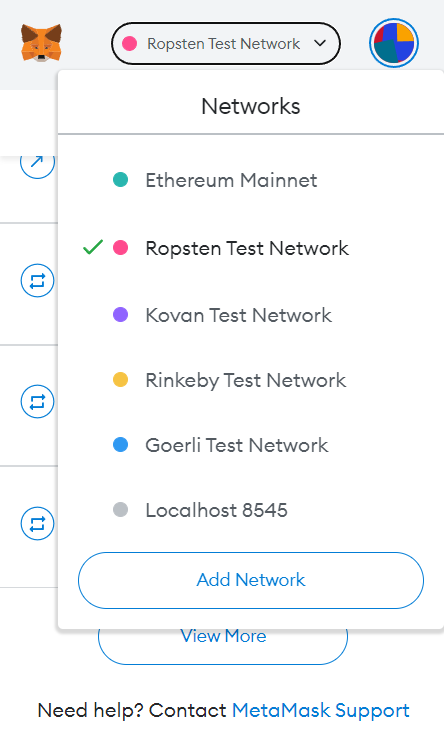 Ropsten Test Network
Networks
Ethereum Mainnet
Ropsten Test Network
Kovan Test Network
Rinkeby Test Network
Goerli Test Network
Localhost 8545
Add Network
View More
Need help? Contact MetaMask Support